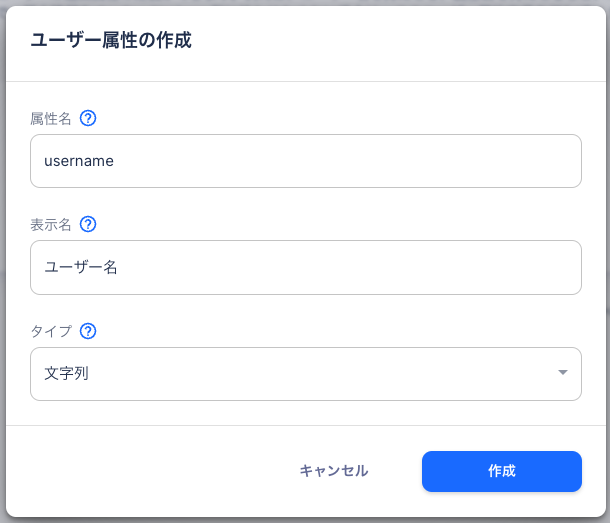 ユーザー属性の作成
属性名
username
表示名
ユーザー名
タイプ
文字列
キャンセル
作成